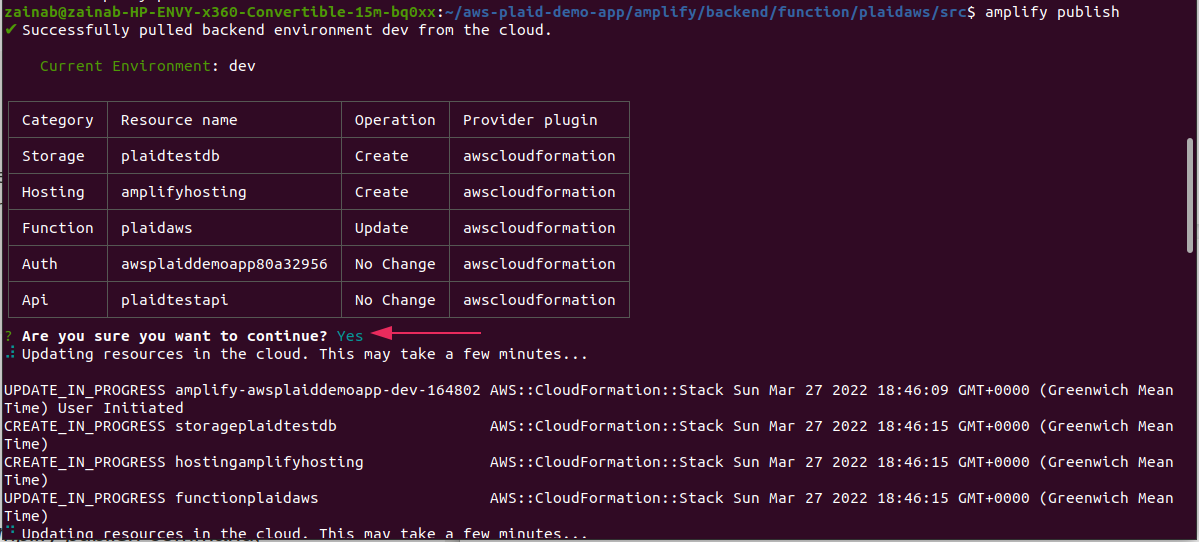 zainab@zainab-HP-ENVY-x360-Convertible-15m-bq0xx:~/aws-plaid-demo-app/amplify/backend/function/plaidaws/src$ amplify publish
✔ Successfully pulled backend environment dev from the cloud.
Current Environment: dev
Category Resource name Operation Provider plugin
Storage plaidtestdb Create awscloudformation
Hosting amplifyhosting Create awscloudformation
Function plaidaws Update awscloudformation
Auth awsplaiddemoapp80a32956 No Change awscloudformation
Api plaidtestapi No Change awscloudformation
? Are you sure you want to continue? Yes
Updating resources in the cloud. This may take a few minutes...
UPDATE_IN_PROGRESS amplify-awsplaiddemoapp-dev-164802 AWS::CloudFormation::Stack Sun Mar 27 2022 18:46:09 GMT+0000 (Greenwich Mean
Time) User Initiated
CREATE_IN_PROGRESS storageplaidtestdb AWS::CloudFormation::Stack Sun Mar 27 2022 18:46:15 GMT+0000 (Greenwich Mean
Time)
CREATE_IN_PROGRESS hostingamplifyhosting AWS::CloudFormation::Stack Sun Mar 27 2022 18:46:15 GMT+0000 (Greenwich Mean
Time)
UPDATE_IN_PROGRESS functionplaidaws AWS::CloudFormation::Stack Sun Mar 27 2022 18:46:15 GMT+0000 (Greenwich Mean
Time)
Updating resources in the cloud. This may take a few minutes...